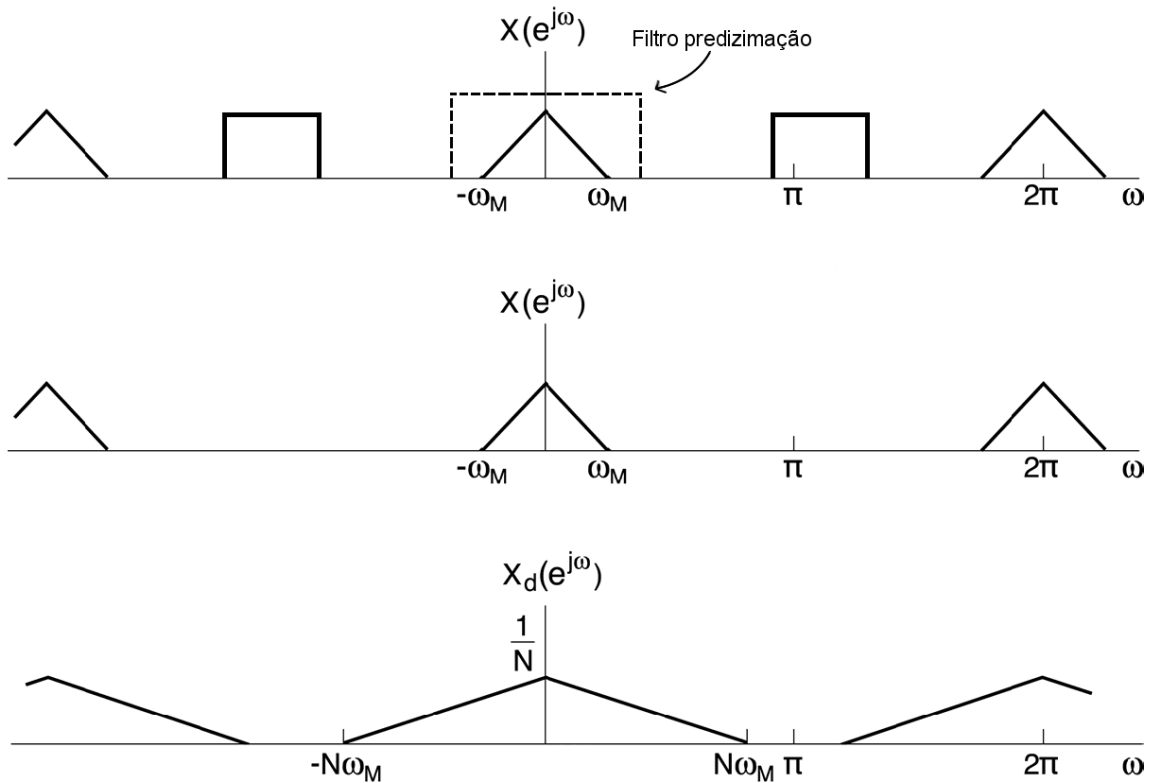 X(e^jω)
Filtro predizimação
-ω_M ω_M π 2π ω
X(e^jω)
-ω_M ω_M π 2π ω
X_d(e^jω)
1/N
-Nω_M Nω_M π 2π ω